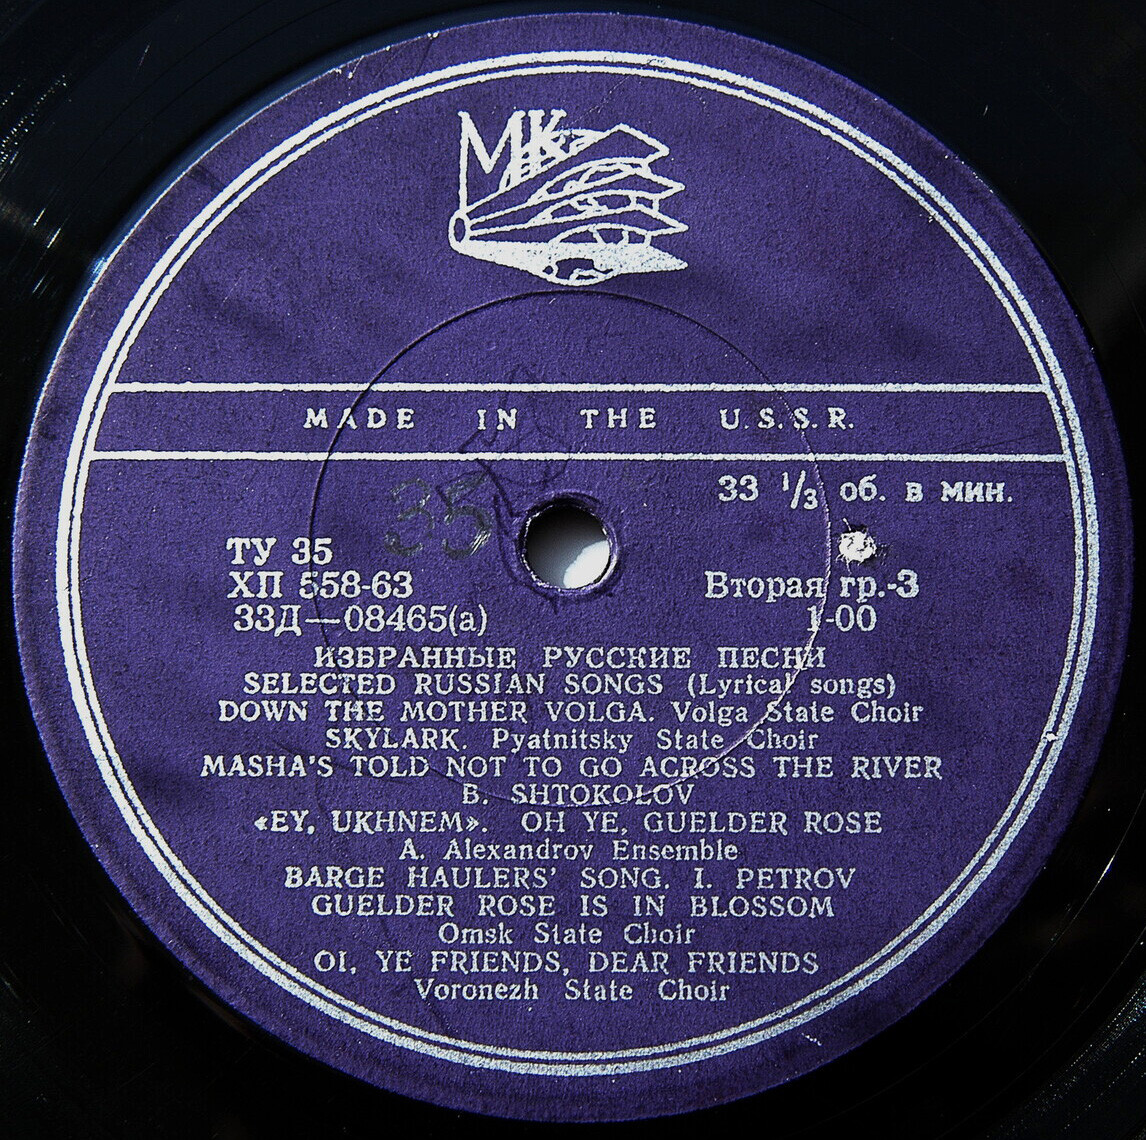 МК
MADE IN THE U.S.S.R.
33 1/3 об. в мин.
35
ТУ 35
ХП 558-63
Вторая гр.-3
33Д—08465(а)
1-00
ИЗБРАННЫЕ РУССКИЕ ПЕСНИ
SELECTED RUSSIAN SONGS (Lyrical songs)
DOWN THE MOTHER VOLGA. Volga State Choir
SKYLARK. Pyatnitsky State Choir
MASHA'S TOLD NOT TO GO ACROSS THE RIVER
B. SHTOKOLOV
«EY, UKHNEM». OH YE, GUELDER ROSE
A. Alexandrov Ensemble
BARGE HAULERS' SONG. I. PETROV
GUELDER ROSE IS IN BLOSSOM
Omsk State Choir
OI, YE FRIENDS, DEAR FRIENDS
Voronezh State Choir